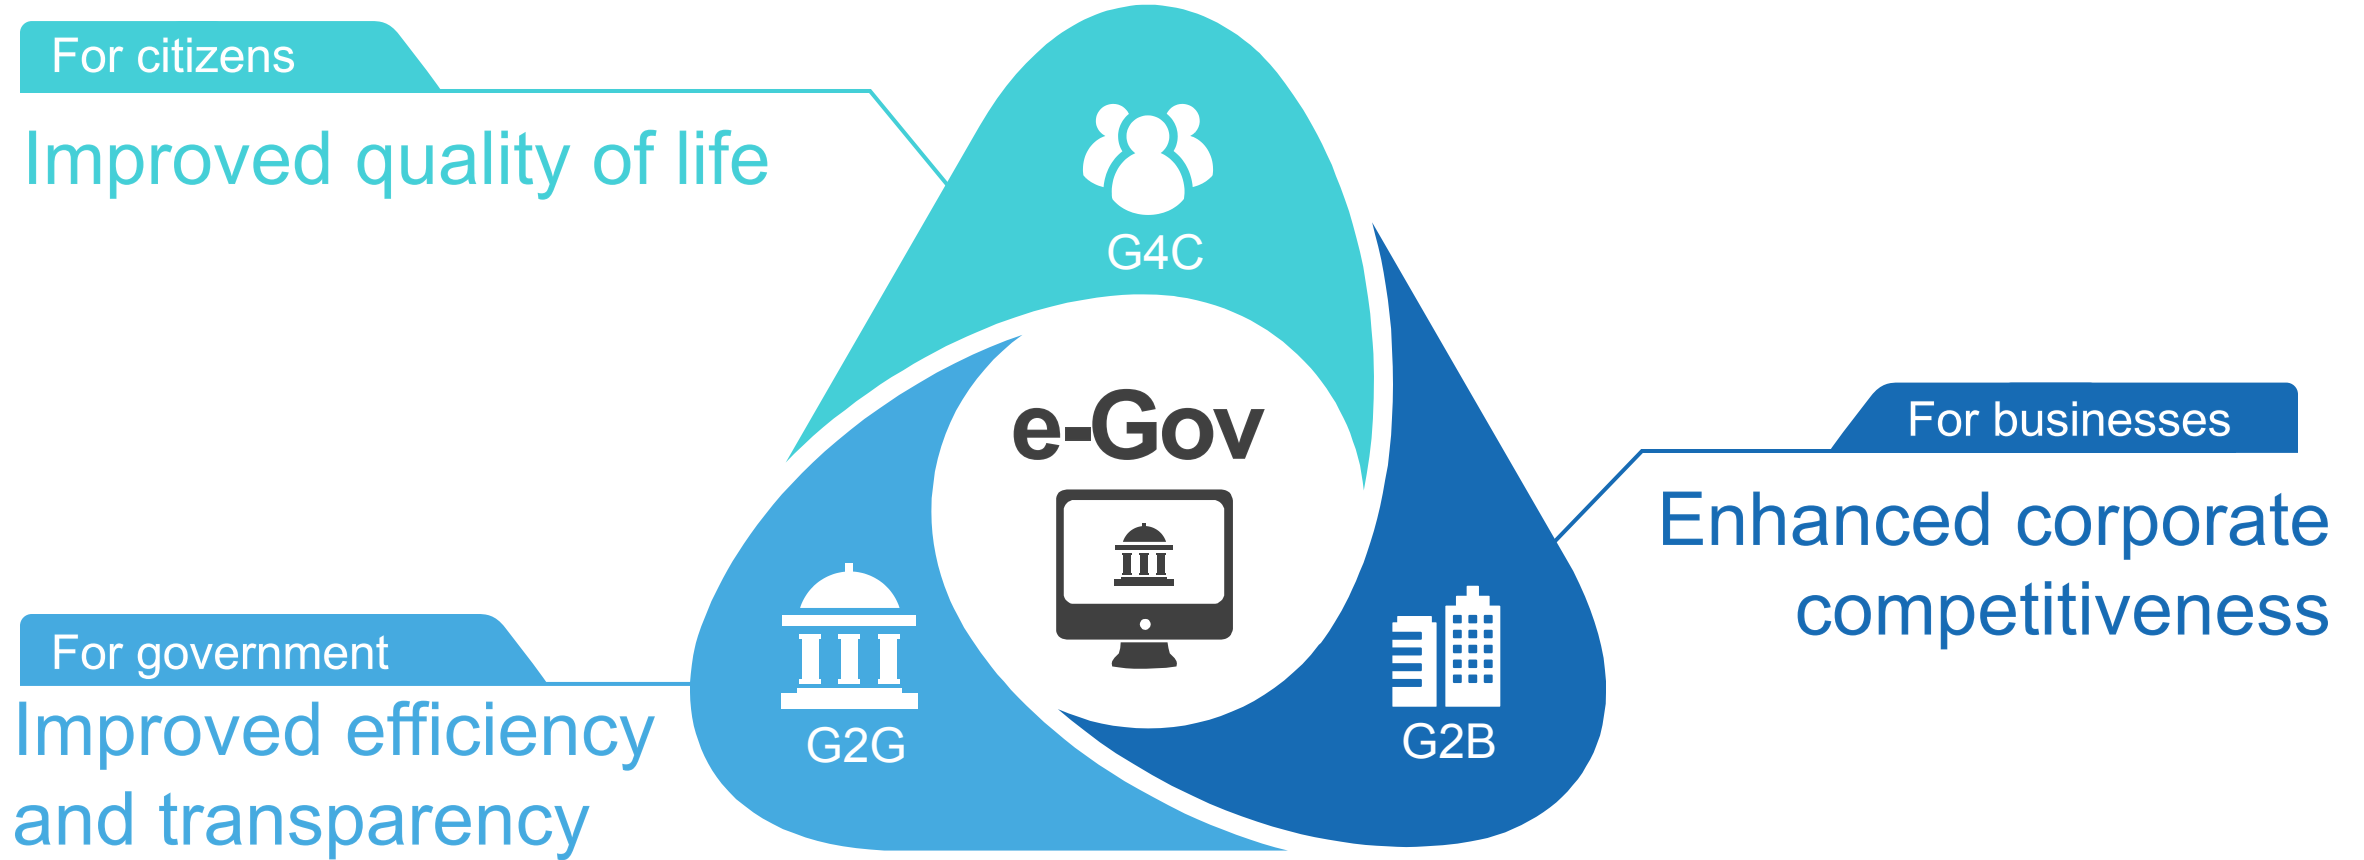 For citizens
Improved quality of life
G4C
e-Gov
For businesses
Enhanced corporate
competitiveness
G2B
For government
Improved efficiency
and transparency
G2G